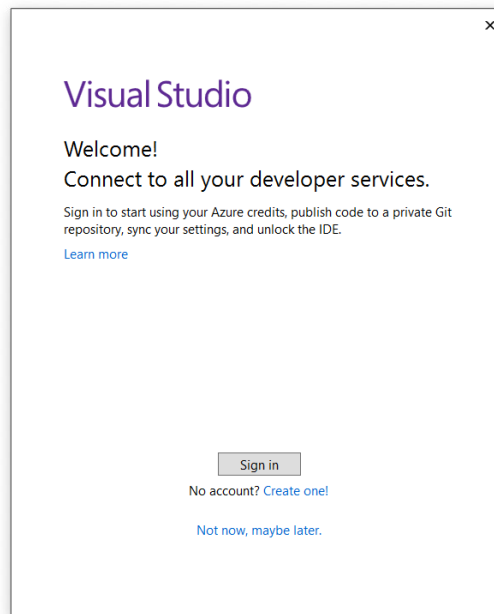 Visual Studio
Welcome!
Connect to all your developer services.
Sign in to start using your Azure credits, publish code to a private Git
repository, sync your settings, and unlock the IDE.
Learn more
Sign in
No account? Create one!
Not now, maybe later.